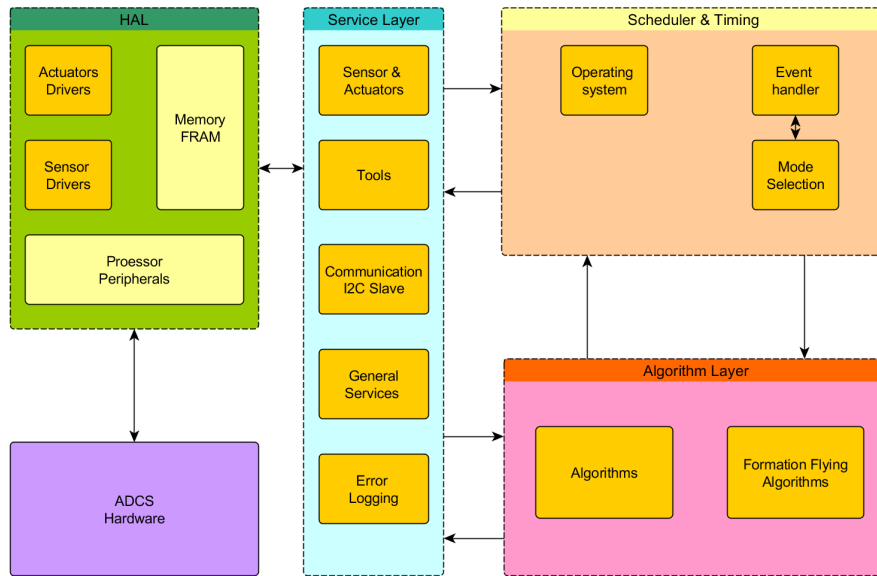 HAL
Actuators
Drivers
Memory
FRAM
Sensor
Drivers
Proessor
Peripherals
ADCS
Hardware
Service Layer
Sensor &
Actuators
Tools
Communication
I2C Slave
General
Services
Error
Logging
Scheduler & Timing
Operating
system
Event
handler
Mode
Selection
Algorithm Layer
Algorithms
Formation Flying
Algorithms